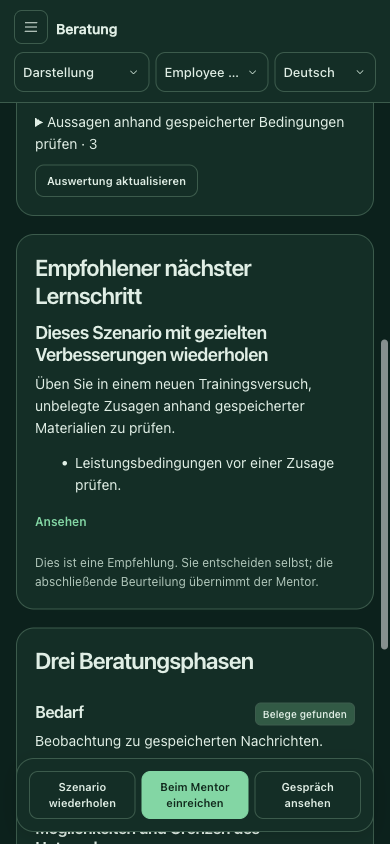 Beratung
Darstellung
Employee ...
Deutsch
▶ Aussagen anhand gespeicherter Bedingungen
prüfen · 3
Auswertung aktualisieren
Empfohlener nächster
Lernschritt
Dieses Szenario mit gezielten
Verbesserungen wiederholen
Üben Sie in einem neuen Trainingsversuch,
unbelegte Zusagen anhand gespeicherter
Materialien zu prüfen.
• Leistungsbedingungen vor einer Zusage
prüfen.
Ansehen
Dies ist eine Empfehlung. Sie entscheiden selbst; die
abschließende Beurteilung übernimmt der Mentor.
Drei Beratungsphasen
Bedarf
Belege gefunden
Beobachtung zu gespeicherten Nachrichten.
Szenario
wiederholen
Beim Mentor
einreichen
Gespräch
ansehen